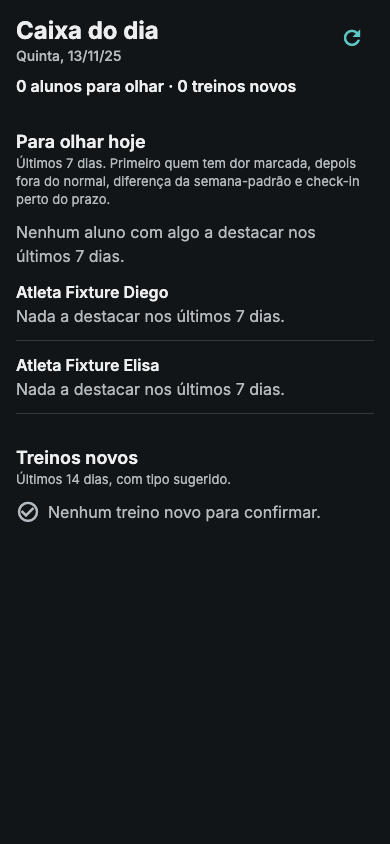 Caixa do dia
Quinta, 13/11/25
0 alunos para olhar · 0 treinos novos
Para olhar hoje
Últimos 7 dias. Primeiro quem tem dor marcada, depois
fora do normal, diferença da semana-padrão e check-in
perto do prazo.
Nenhum aluno com algo a destacar nos
últimos 7 dias.
Atleta Fixture Diego
Nada a destacar nos últimos 7 dias.
Atleta Fixture Elisa
Nada a destacar nos últimos 7 dias.
Treinos novos
Últimos 14 dias, com tipo sugerido.
Nenhum treino novo para confirmar.